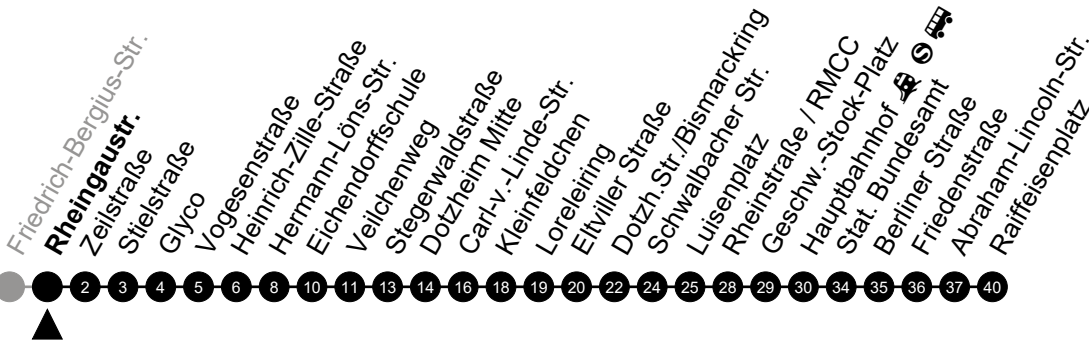 Friedrich-Bergius-Str.
Rheingaustr.
Zeilstraße
Stielstraße
Glyco
Vogesenstraße
Heinrich-Zille-Straße
Hermann-Löns-Str.
Eichendorffschule
Veilchenweg
Stegerwaldstraße
Dotzheim Mitte
Carl-v.-Linde-Str.
Kleinfeldchen
Loreleiring
Eltviller Straße
Dotzh.Str./Bismarckring
Schwalbacher Str.
Luisenplatz
Rheinstraße / RMCC
Geschw.-Stock-Platz
Hauptbahnhof S
Stat. Bundesamt
Berliner Straße
Friedenstraße
Abraham-Lincoln-Str.
Raiffeisenplatz
2 3 4 5 6 8 10 11 13 14 16 18 19 20 22 24 25 28 29 30 34 35 36 37 40